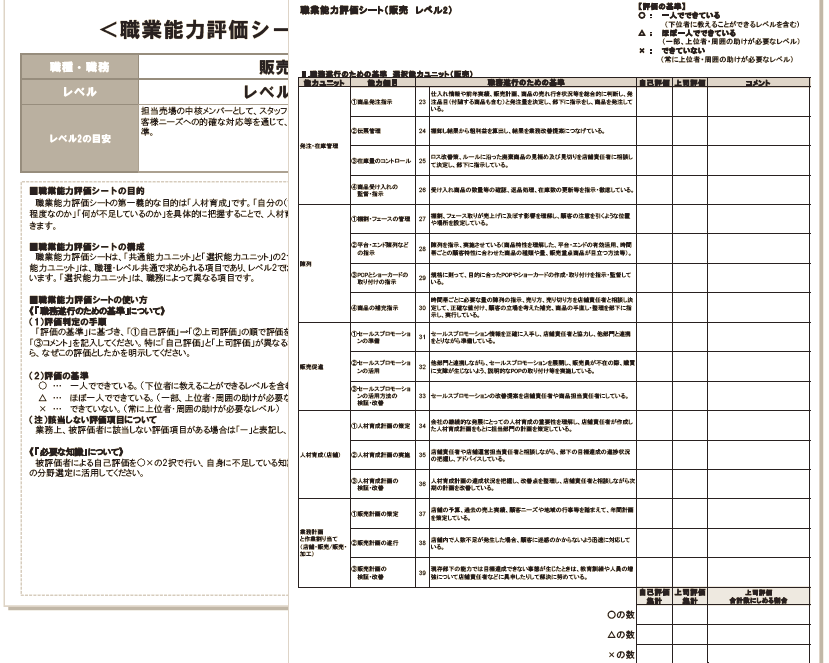 ＜職業能力評価シー
職種・職務
販売
レベル
レベル
レベル2の目安
担当売場の中核メンバーとして、スタッフ
客様ニーズへの的確な対応等を通じて、
準。
■職業能力評価シートの目的
職業能力評価シートの第一義的な目的は「人材育成」です。「自分の(
程度なのか」「何が不足しているのか」を具体的に把握することで、人材育
きます。
■職業能力評価シートの構成
職業能力評価シートは、「共通能力ユニット」と「選択能力ユニット」の2つ
能力ユニット」は、職種・レベル共通で求められる項目であり、レベル2では
います。「選択能力ユニット」は、職務によって異なる項目です。
■職業能力評価シートの使い方
《「職務遂行のための基準」について》
(1)評価判定の手順
「評価の基準」に基づき、「①自己評価」→「②上司評価」の順で評価を
「③コメント」を記入してください。特に「自己評価」と「上司評価」が異なる
ら、なぜこの評価としたかを明示してください。
(2)評価の基準
○ … 一人でできている。（下位者に教えることができるレベルを含む
△ … ほぼ一人でできている。（一部、上位者・周囲の助けが必要な
× … できていない。（常に上位者・周囲の助けが必要なレベル）
(注)該当しない評価項目について
業務上、被評価者に該当しない評価項目がある場合は「－」と表記し、
《「必要な知識」について》
被評価者による自己評価を○×の2択で行い、自身に不足している知識
の分野選定に活用してください。
職業能力評価シート(販売 レベル2)
【評価の基準】
○ ： 一人でできている
（下位者に教えることができるレベルを含む）
△ ： ほぼ一人でできている
（一部、上位者・周囲の助けが必要なレベル）
× ： できていない
（常に上位者・周囲の助けが必要なレベル）
Ⅱ 職務遂行のための基準 選択能力ユニット(販売)
能力ユニット 能力細目 職務遂行のための基準 自己評価 上司評価 コメント
発注・在庫管理
①商品発注指示 23 仕入れ情報や前年実績、販売計画、商品の売れ行き状況等を総合的に判断し、発
注品目（付随する商品も含む）と発注量を決定し、部下に指示をし、商品を発注して
いる。
②伝票管理 24 棚卸し結果から粗利益を算出し、結果を業務改善提案につなげている。
③在庫量のコントロール 25 ロス改善策、ルールに沿った廃棄商品の見極め及び見切りを店舗責任者に相談し
て決定し、部下に指示している。
④商品受け入れの
監督・指示
26 受け入れ商品の数量等の確認、返品処理、在庫数の更新等を指示・徹底している。
陳列
①棚割・フェースの管理 27 棚割、フェース取りが売上げに及ぼす影響を理解し、顧客の注意を引くような位置
や場所を設定している。
②平台・エンド陳列など
の指示
28 陳列を指示、実施させている（商品特性を理解した、平台・エンドの有効活用、時間
帯ごとの顧客特性に合わせた商品の種類や量、販売重点商品が目立つ方法等）。
③POPとショーカードの
取り付けの指示
29 規格に則って、目的に合ったPOPやショーカードの作成・取り付けを指示・監督して
いる。
④商品の補充指示 30 時間帯ごとに必要な量の陳列の指示、売り方、売り切り方を店舗責任者と相談し決
定して、正確な値付け、顧客の立場を考えた補充、商品の手直し・整理を部下に指
示し、実行している。
販売促進
①セールスプロモーショ
ンの準備
31 セールスプロモーション情報を正確に入手し、店舗責任者と協力し、他部門と連携
をとりながら準備している。
②セールスプロモーショ
ンの活用
32 他部門と連携しながら、セールスプロモーションを展開し、販売員が不在の際、購買
に支障が生じないよう、説明的なPOPの取り付け等を実施している。
③セールスプロモーショ
ンの活用方法の
検証・改善
33 セールスプロモーションの改善提案を店舗責任者や商品担当責任者にしている。
人材育成(店舗)
①人材育成計画の策定 34 会社の継続的な発展にとっての人材育成の重要性を理解し、店舗責任者が作成し
た人材育成計画をもとに担当部門の計画を策定している。
②人材育成計画の実施 35 店舗責任者や店舗運営担当責任者と相談しながら、部下の目標達成の進捗状況
の把握し、アドバイスしている。
③人材育成計画の
検証・改善
36 人材育成計画の達成状況を把握し、改善点を整理し、店舗責任者と相談しながら次
期の計画を改善している。
業務計画
と作業割り当て
(店舗・販売/販売・
加工)
①販売計画の策定 37 店舗の予算、過去の売上実績、顧客ニーズや地域の行事等を踏まえて、年間計画
を策定している。
②販売計画の遂行 38 店舗内で人数不足が発生した場合、顧客に迷惑のかからないよう迅速に対応して
いる。
③販売計画の
検証・改善
39 現存部下の能力では目標達成できない事態が生じたときは、教育訓練や人員の増
強について店舗責任者などに具申したりして解決に努めている。
自己評価
集計
上司評価
集計
上司評価
合計数にしめる割合
○の数
△の数
×の数